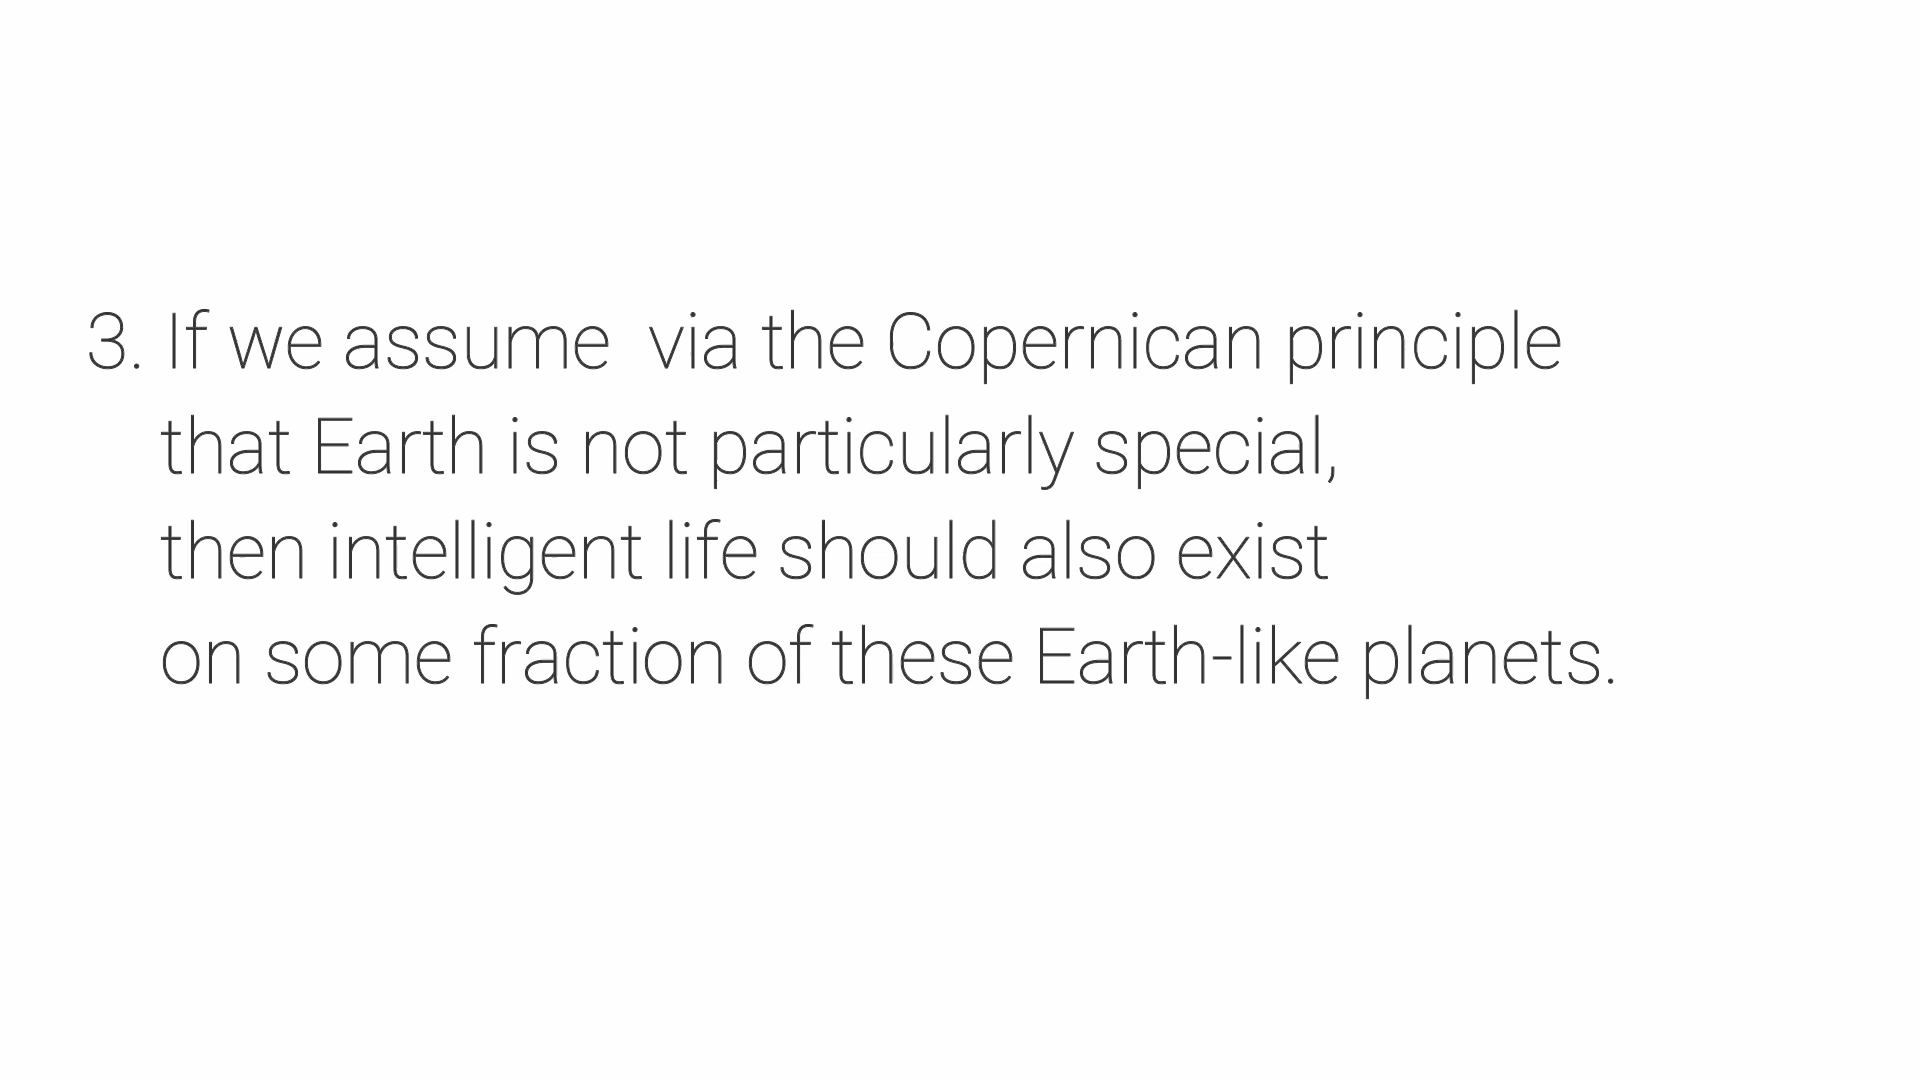 3. If we assume  via the Copernican principle
that Earth is not particularly special,
then intelligent life should also exist
on some fraction of these Earth-like planets.